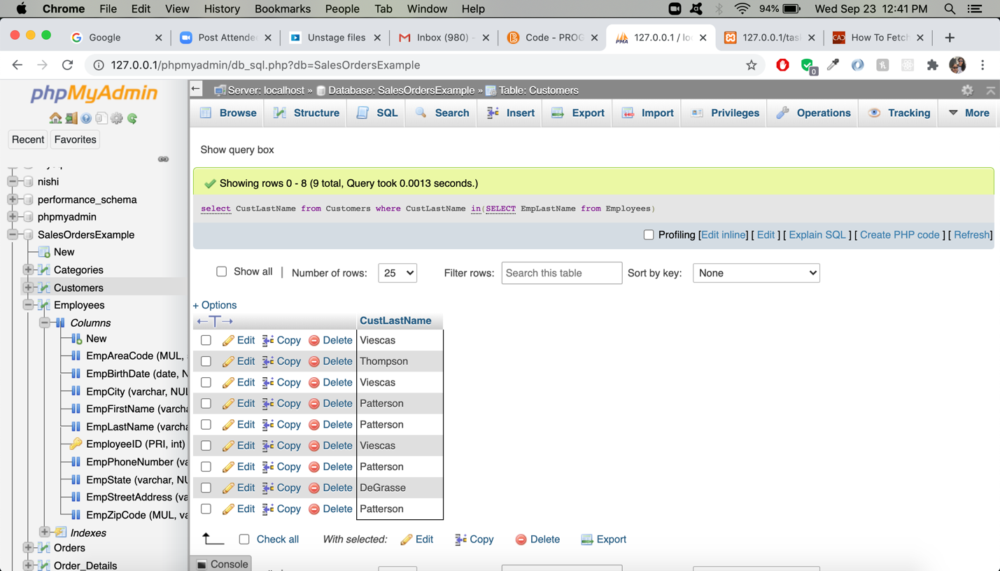 Chrome File Edit View History Bookmarks People Tab Window Help 94% Wed Sep 23 12:41 PM
Google Post Attende Unstage files Inbox (980) - Code - PROG 127.0.0.1 / lo 127.0.0.1/tas How To Fetch
127.0.0.1/phpmyadmin/db_sql.php?db=SalesOrdersExample
phpMyAdmin
Recent Favorites
nishi
performance_schema
phpmyadmin
SalesOrdersExample
New
Categories
Customers
Employees
Columns
New
EmpAreaCode (MUL,
EmpBirthDate (date, N
EmpCity (varchar, NUL
EmpFirstName (varcha
EmpLastName (varcha
EmployeeID (PRI, int)
EmpPhoneNumber (va
EmpState (varchar, NU
EmpStreetAddress (va
EmpZipCode (MUL, va
Indexes
Orders
Order_Details
Server: localhost » Database: SalesOrdersExample » Table: Customers
Browse Structure SQL Search Insert Export Import Privileges Operations Tracking More
Show query box
Showing rows 0 - 8 (9 total, Query took 0.0013 seconds.)
select CustLastName from Customers where CustLastName in(SELECT EmpLastName from Employees)
Profiling [Edit inline] [ Edit ] [ Explain SQL ] [ Create PHP code ] [ Refresh]
Show all | Number of rows: 25 Filter rows: Search this table Sort by key: None
+ Options
←T→ CustLastName
Edit Copy Delete Viescas
Edit Copy Delete Thompson
Edit Copy Delete Viescas
Edit Copy Delete Patterson
Edit Copy Delete Patterson
Edit Copy Delete Viescas
Edit Copy Delete Patterson
Edit Copy Delete DeGrasse
Edit Copy Delete Patterson
Check all With selected: Edit Copy Delete Export
Console